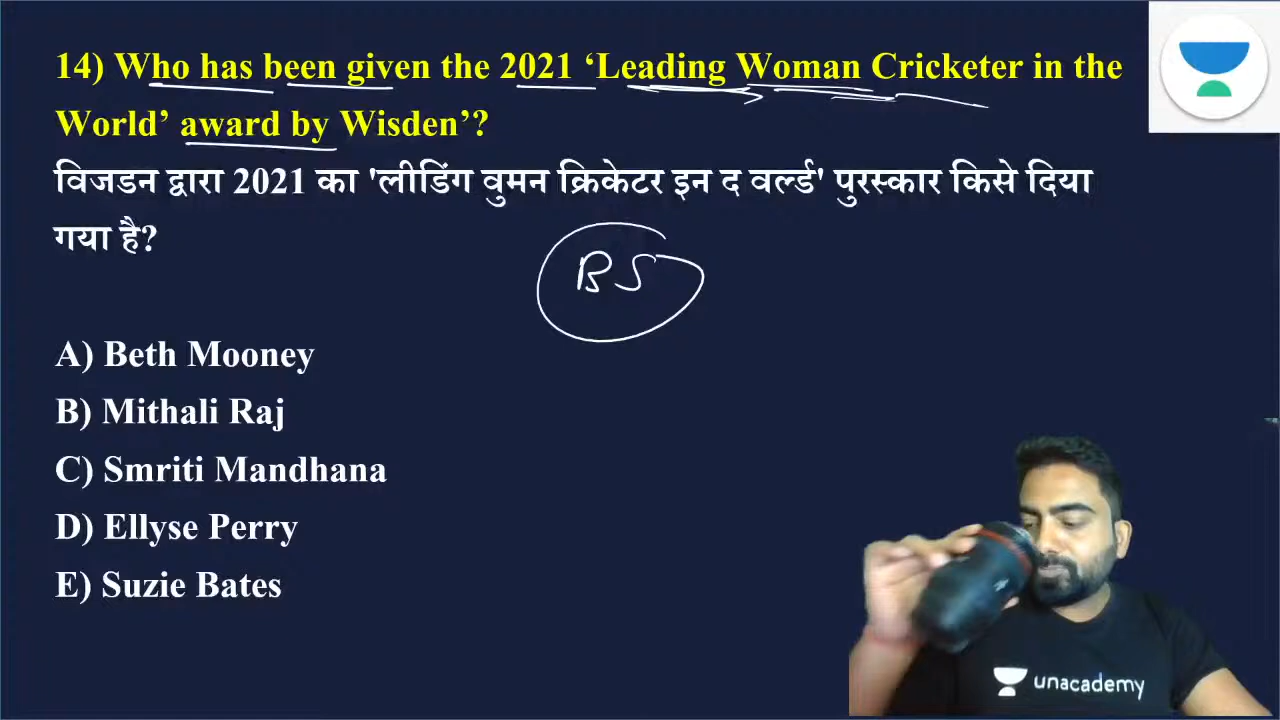 14) Who has been given the 2021 ‘Leading Woman Cricketer in the
World’ award by Wisden’?
विजडन द्वारा 2021 का 'लीडिंग वुमन क्रिकेटर इन द वर्ल्ड' पुरस्कार किसे दिया
गया है?
BS
A) Beth Mooney
B) Mithali Raj
C) Smriti Mandhana
D) Ellyse Perry
E) Suzie Bates
unacademy